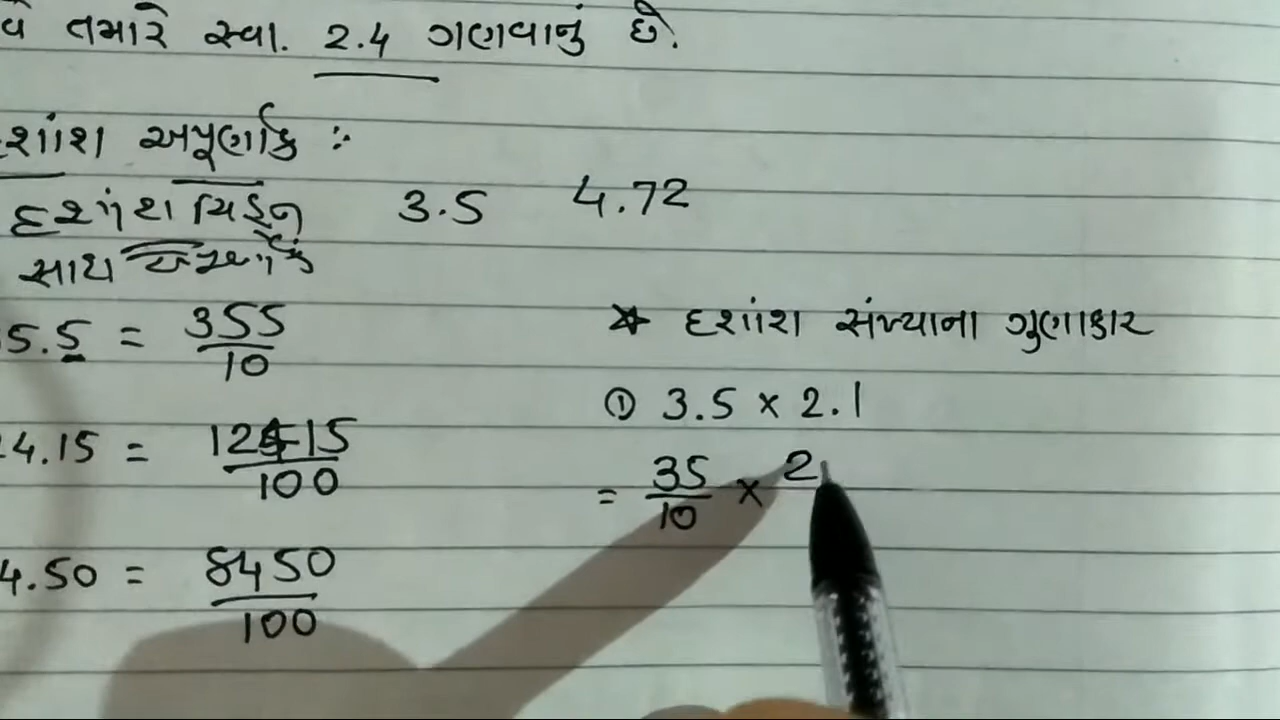 તમારે સ્વા. 2.4 ગણવાનું છે.
દશાંશ અપૂર્ણાંક :-
દશાંશ ચિહ્ન 3.5 4.72
સાથે
5.5 = 355/10
* દશાંશ સંખ્યાના ગુણાકાર
① 3.5 × 2.1
4.15 = 12415/100
= 35/10 × 2
4.50 = 8450/100